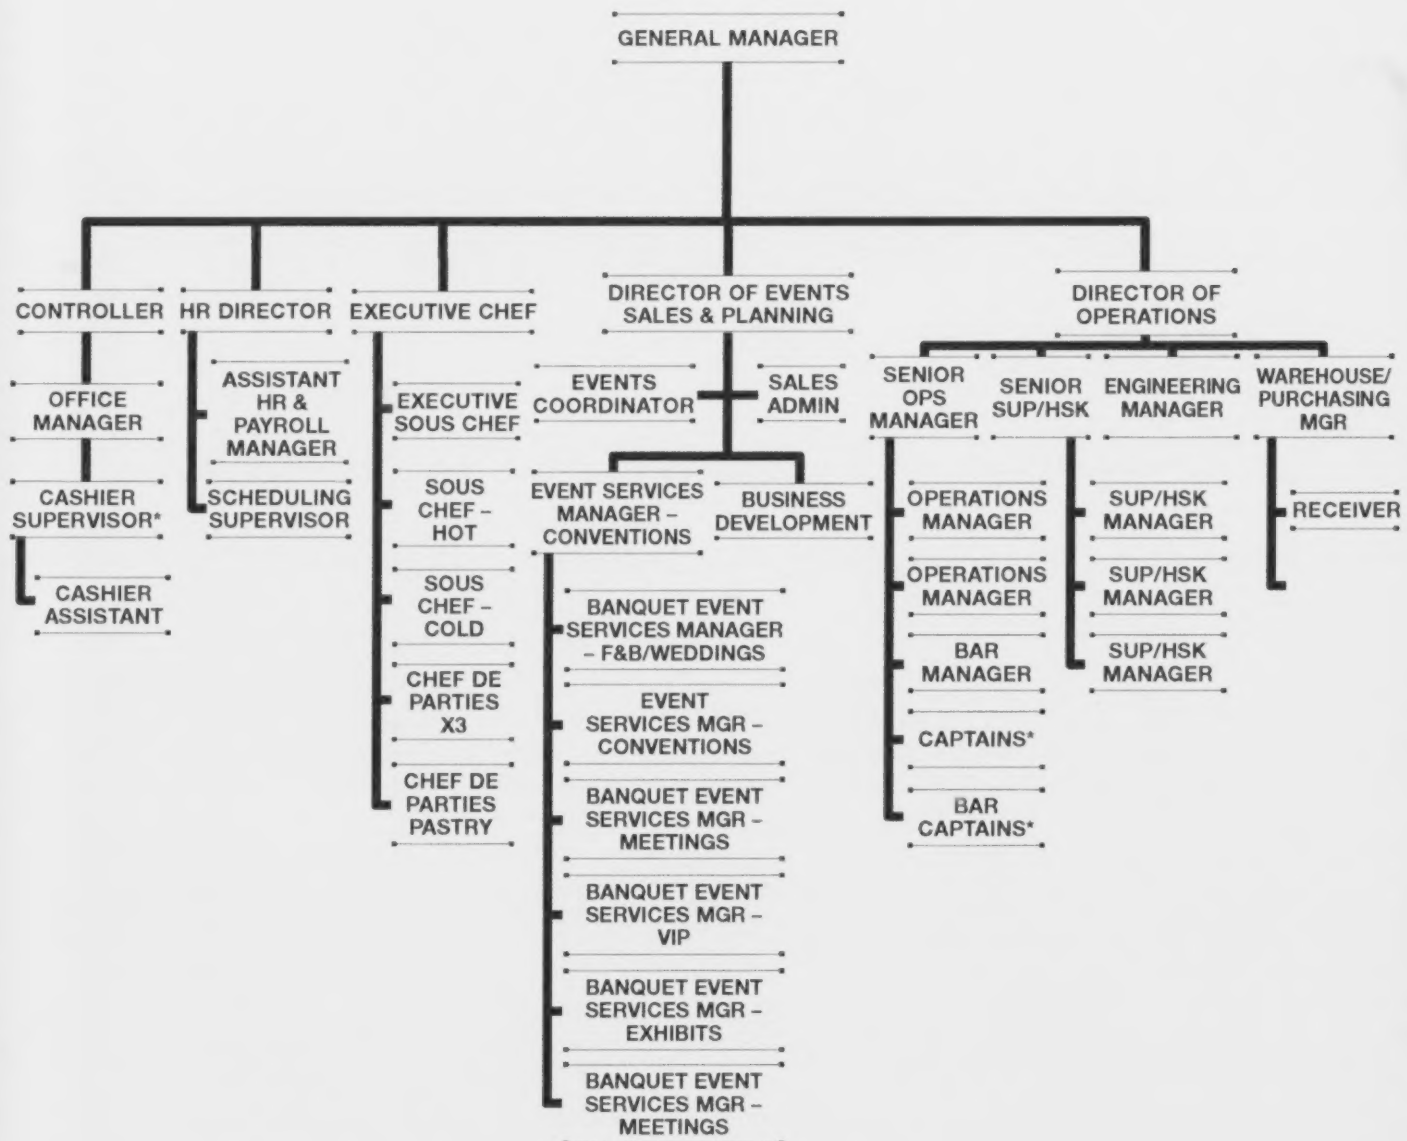 GENERAL MANAGER
CONTROLLER
HR DIRECTOR
EXECUTIVE CHEF
DIRECTOR OF EVENTS
SALES & PLANNING
DIRECTOR OF
OPERATIONS
OFFICE
MANAGER
CASHIER
SUPERVISOR*
CASHIER
ASSISTANT
ASSISTANT
HR &
PAYROLL
MANAGER
SCHEDULING
SUPERVISOR
EXECUTIVE
SOUS CHEF
SOUS
CHEF –
HOT
SOUS
CHEF –
COLD
CHEF DE
PARTIES
X3
CHEF DE
PARTIES
PASTRY
EVENTS
COORDINATOR
SALES
ADMIN
EVENT SERVICES
MANAGER –
CONVENTIONS
BUSINESS
DEVELOPMENT
BANQUET EVENT
SERVICES MANAGER
– F&B/WEDDINGS
EVENT
SERVICES MGR –
CONVENTIONS
BANQUET EVENT
SERVICES MGR –
MEETINGS
BANQUET EVENT
SERVICES MGR –
VIP
BANQUET EVENT
SERVICES MGR –
EXHIBITS
BANQUET EVENT
SERVICES MGR –
MEETINGS
SENIOR
OPS
MANAGER
OPERATIONS
MANAGER
OPERATIONS
MANAGER
BAR
MANAGER
CAPTAINS*
BAR
CAPTAINS*
SENIOR
SUP/HSK
SUP/HSK
MANAGER
SUP/HSK
MANAGER
SUP/HSK
MANAGER
ENGINEERING
MANAGER
WAREHOUSE/
PURCHASING
MGR
RECEIVER